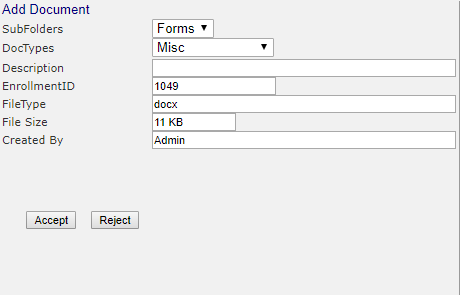 Add Document
SubFolders Forms
DocTypes Misc
Description
EnrollmentID 1049
FileType docx
File Size 11 KB
Created By Admin
Accept Reject